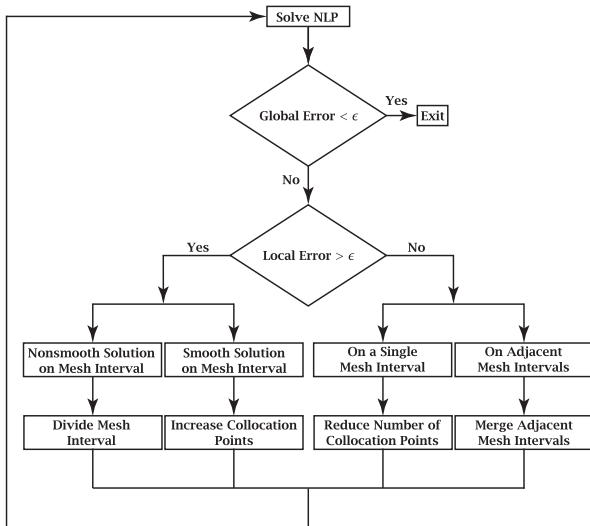 Solve NLP
Global Error < ϵ
Yes
Exit
No
Local Error > ϵ
Yes
No
Nonsmooth Solution
on Mesh Interval
Smooth Solution
on Mesh Interval
On a Single
Mesh Interval
On Adjacent
Mesh Intervals
Divide Mesh
Interval
Increase Collocation
Points
Reduce Number of
Collocation Points
Merge Adjacent
Mesh Intervals